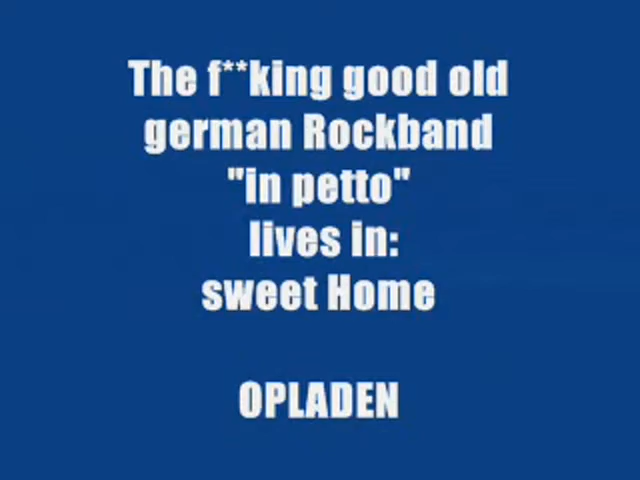 The f**king good old
german Rockband
"in petto"
lives in:
sweet Home
OPLADEN